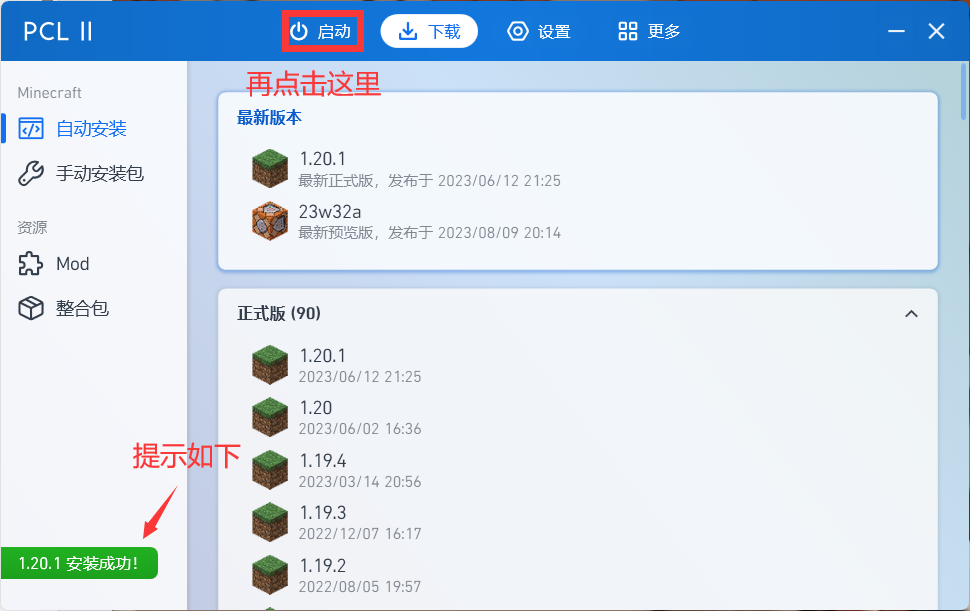 PCL II
启动
下载
设置
更多
再点击这里
Minecraft
自动安装
手动安装包
资源
Mod
整合包
最新版本
1.20.1
最新正式版，发布于 2023/06/12 21:25
23w32a
最新预览版，发布于 2023/08/09 20:14
正式版 (90)
1.20.1
2023/06/12 21:25
1.20
2023/06/02 16:36
1.19.4
2023/03/14 20:56
1.19.3
2022/12/07 16:17
1.19.2
2022/08/05 19:57
提示如下
1.20.1 安装成功！